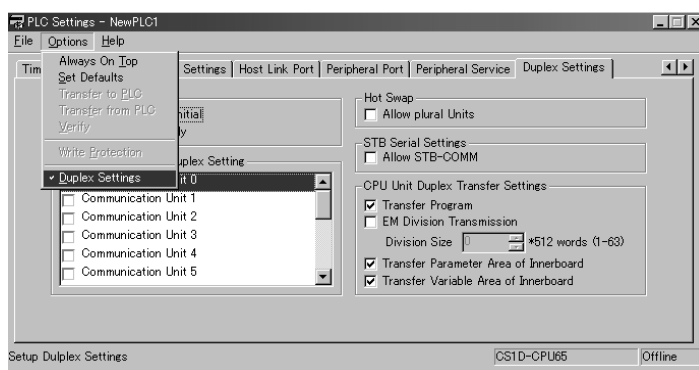 PLC Settings - NewPLC1
File Options Help
Always On Top
Set Defaults
Transfer to PLC
Transfer from PLC
Verify
Write Protection
Duplex Settings
Tim
Settings Host Link Port Peripheral Port Peripheral Service Duplex Settings
nitial
ly
uplex Setting
it 0
Communication Unit 1
Communication Unit 2
Communication Unit 3
Communication Unit 4
Communication Unit 5
Hot Swap
Allow plural Units
STB Serial Settings
Allow STB-COMM
CPU Unit Duplex Transfer Settings
Transfer Program
EM Division Transmission
Division Size 0 *512 words (1-63)
Transfer Parameter Area of Innerboard
Transfer Variable Area of Innerboard
Setup Dulplex Settings
CS1D-CPU65
Offline